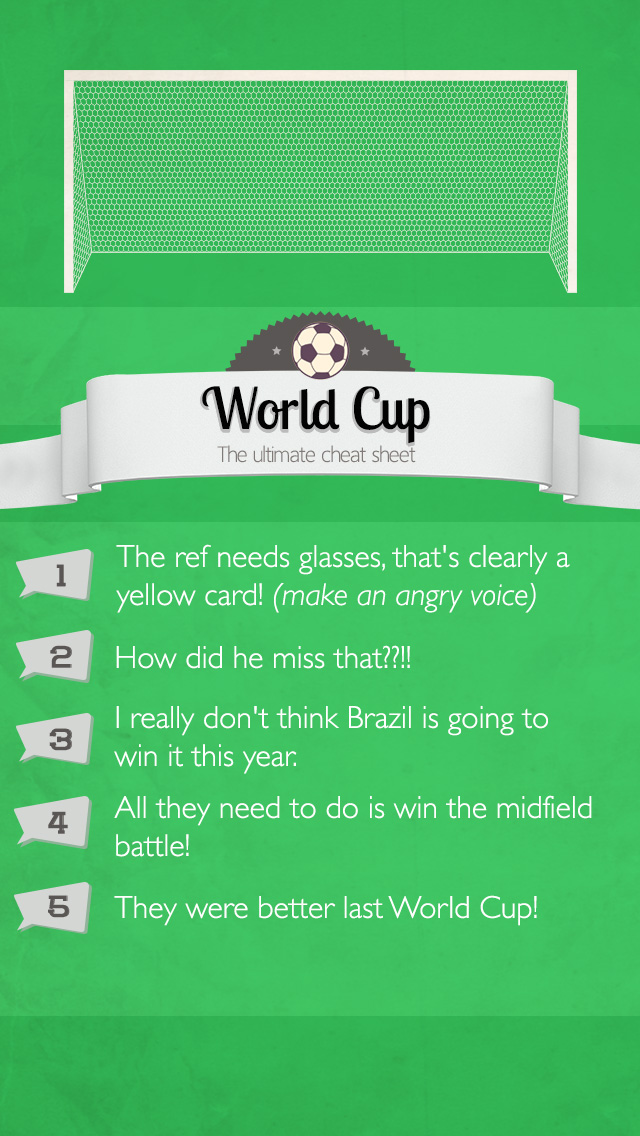 World Cup
The ultimate cheat sheet
1
The ref needs glasses, that's clearly a
yellow card! (make an angry voice)
2
How did he miss that??!!
3
I really don't think Brazil is going to
win it this year.
4
All they need to do is win the midfield
battle!
5
They were better last World Cup!